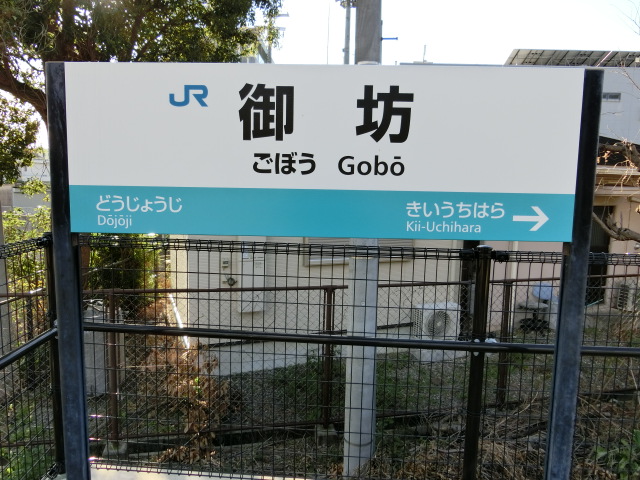 JR 御坊
ごぼう Gobō
どうじょうじ きいうちはら →
Dōjōji Kii-Uchihara